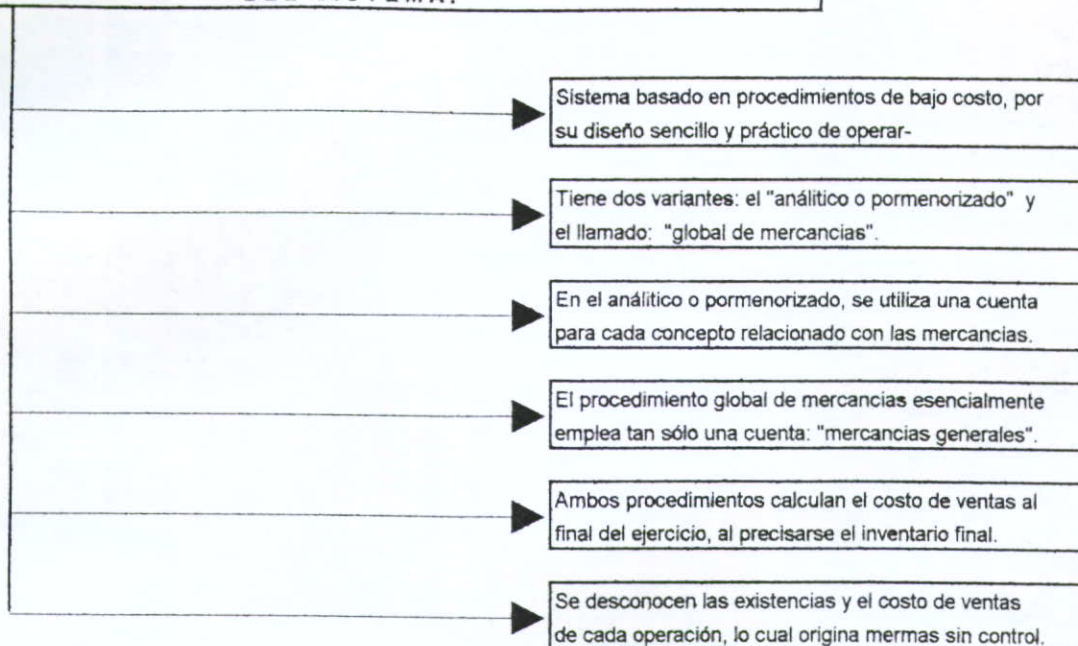 Sistema basado en procedimientos de bajo costo, por
su diseño sencillo y práctico de operar-
Tiene dos variantes: el "análitico o pormenorizado" y
el llamado: "global de mercancias".
En el análitico o pormenorizado, se utiliza una cuenta
para cada concepto relacionado con las mercancias.
El procedimiento global de mercancias esencialmente
emplea tan sólo una cuenta: "mercancias generales".
Ambos procedimientos calculan el costo de ventas al
final del ejercicio, al precisarse el inventario final.
Se desconocen las existencias y el costo de ventas
de cada operación, lo cual origina mermas sin control.